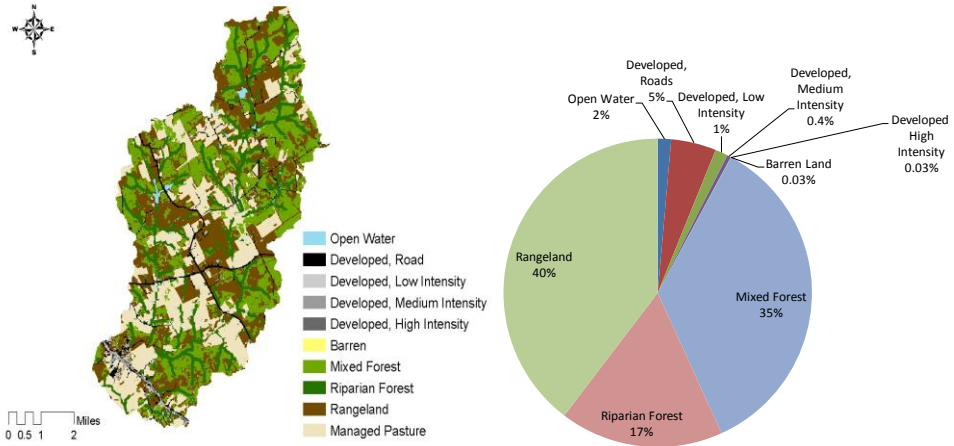 N
W E
S
Open Water
Developed, Road
Developed, Low Intensity
Developed, Medium Intensity
Developed, High Intensity
Barren
Mixed Forest
Riparian Forest
Rangeland
Managed Pasture
Miles
0 0.5 1 2
Open Water
2%
Developed,
Roads
5%
Developed, Low
Intensity
1%
Developed,
Medium
Intensity
0.4%
Developed
High
Intensity
0.03%
Barren Land
0.03%
Mixed Forest
35%
Riparian Forest
17%
Rangeland
40%